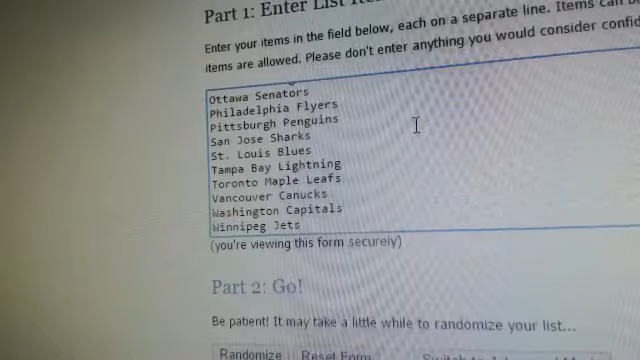 Part 1: Enter List
Enter your items in the field below, each on a separate line. Items can
items are allowed. Please don't enter anything you would consider
Ottawa Senators
Philadelphia Flyers
Pittsburgh Penguins
San Jose Sharks
St. Louis Blues
Tampa Bay Lightning
Toronto Maple Leafs
Vancouver Canucks
Washington Capitals
Winnipeg Jets
(you're viewing this form securely)
Part 2: Go!
Be patient! It may take a little while to randomize your list...
Randomize Reset Form